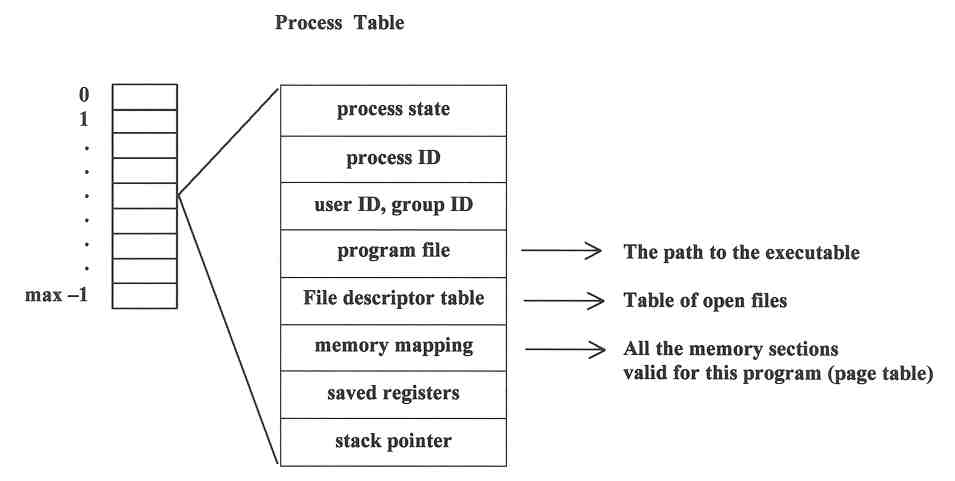 Process Table
0
1
.
.
.
.
.
.
max –1
process state
process ID
user ID, group ID
program file
The path to the executable
File descriptor table
Table of open files
memory mapping
All the memory sections
valid for this program (page table)
saved registers
stack pointer